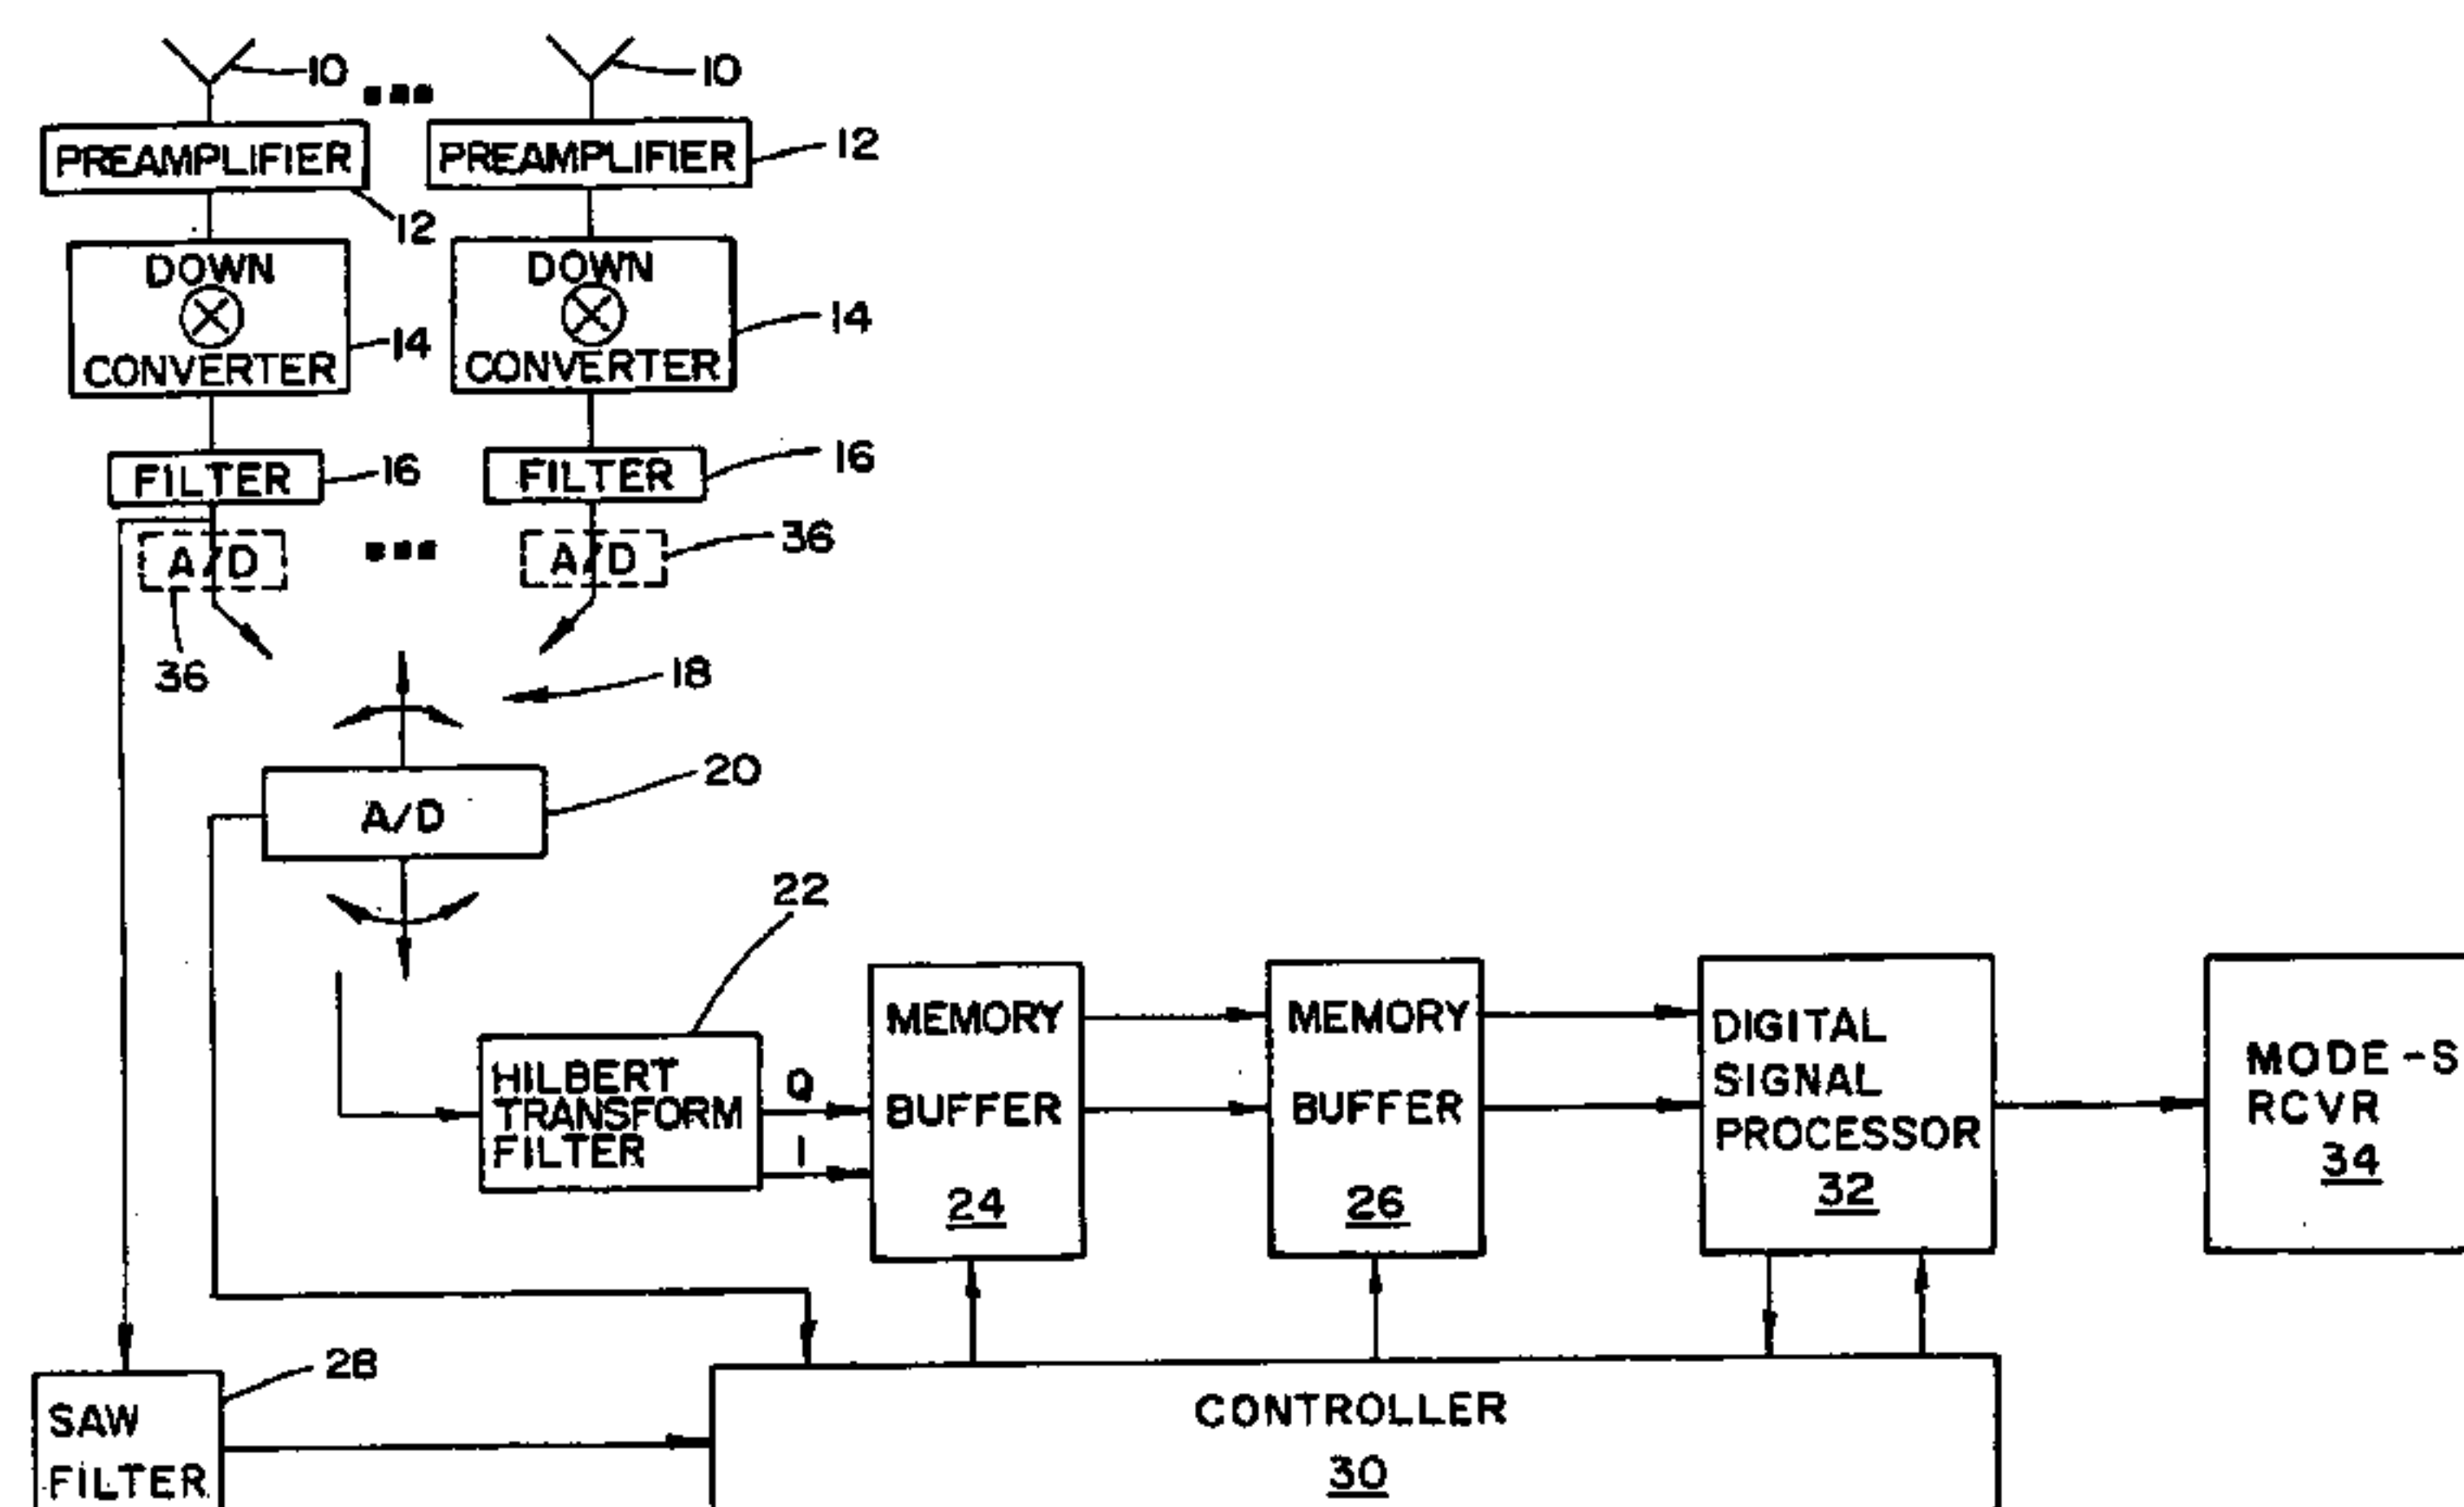 10
10
PREAMPLIFIER
PREAMPLIFIER
12
12
DOWN
CONVERTER
14
DOWN
CONVERTER
14
FILTER
16
FILTER
16
A/D
36
A/D
36
18
A/D
20
22
HILBERT
TRANSFORM
FILTER
Q
I
MEMORY
BUFFER
24
MEMORY
BUFFER
26
DIGITAL
SIGNAL
PROCESSOR
32
MODE-S
RCVR
34
28
SAW
FILTER
CONTROLLER
30